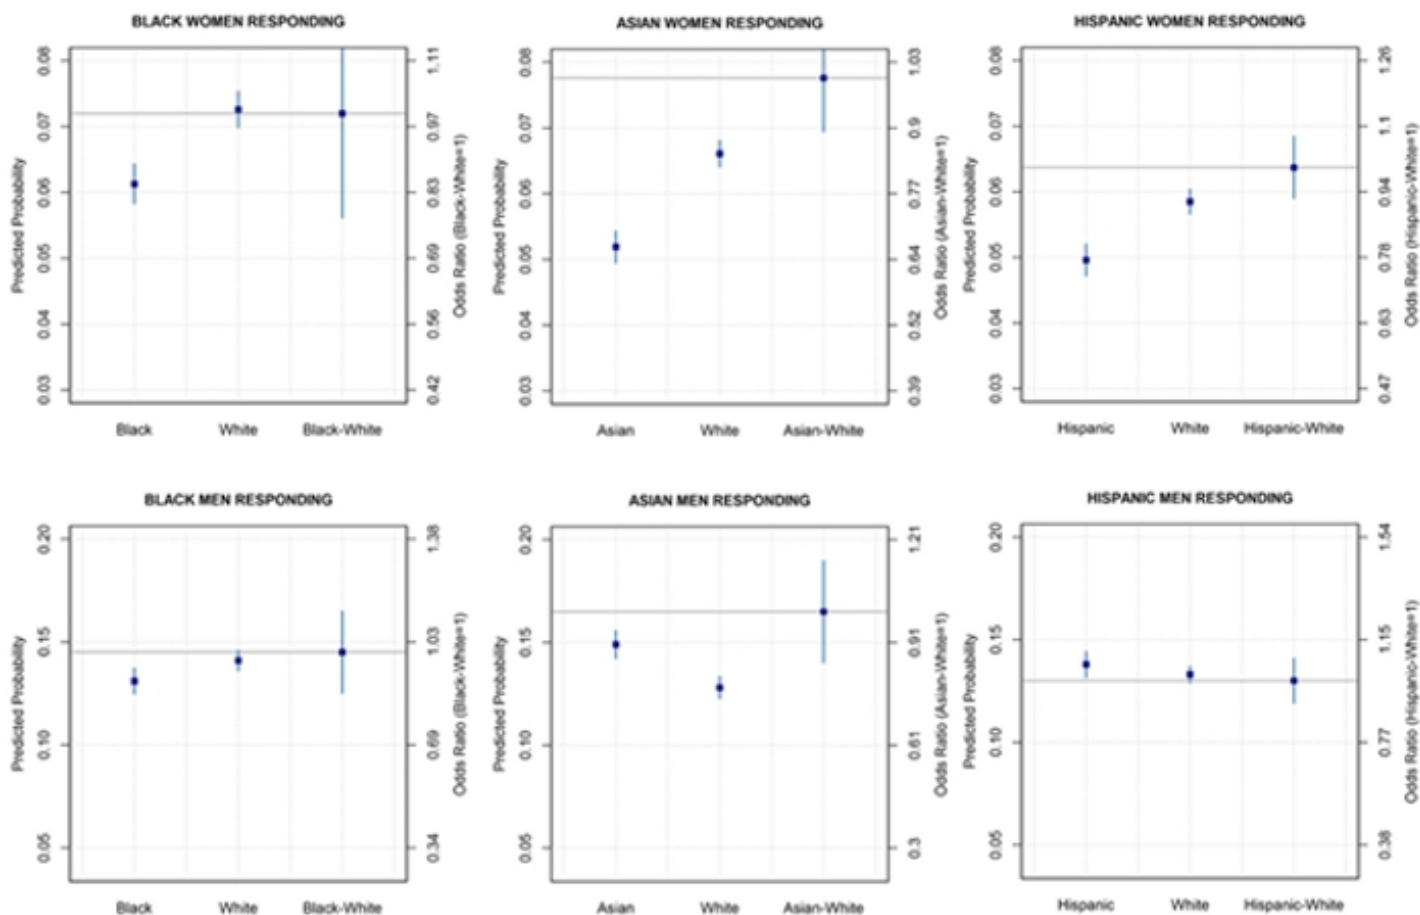 BLACK WOMEN RESPONDING
Predicted Probability
0.03 0.04 0.05 0.06 0.07 0.08
0.42 0.56 0.69 0.83 0.97 1.11
Odds Ratio (Black-White=1)
Black White Black-White
ASIAN WOMEN RESPONDING
Predicted Probability
0.03 0.04 0.05 0.06 0.07 0.08
0.39 0.52 0.64 0.77 0.9 1.03
Odds Ratio (Asian-White=1)
Asian White Asian-White
HISPANIC WOMEN RESPONDING
Predicted Probability
0.03 0.04 0.05 0.06 0.07 0.08
0.47 0.63 0.78 0.94 1.1 1.26
Odds Ratio (Hispanic-White=1)
Hispanic White Hispanic-White
BLACK MEN RESPONDING
Predicted Probability
0.05 0.10 0.15 0.20
0.34 0.69 1.03 1.38
Odds Ratio (Black-White=1)
Black White Black-White
ASIAN MEN RESPONDING
Predicted Probability
0.05 0.10 0.15 0.20
0.3 0.61 0.91 1.21
Odds Ratio (Asian-White=1)
Asian White Asian-White
HISPANIC MEN RESPONDING
Predicted Probability
0.05 0.10 0.15 0.20
0.38 0.77 1.15 1.54
Odds Ratio (Hispanic-White=1)
Hispanic White Hispanic-White